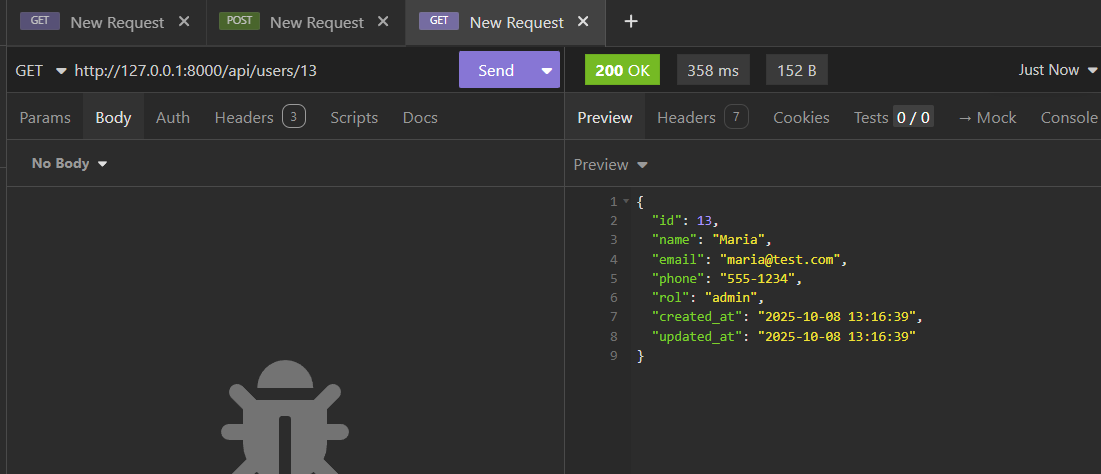 GET New Request × POST New Request × GET New Request × +
GET http://127.0.0.1:8000/api/users/13 Send
200 OK 358 ms 152 B Just Now
Params Body Auth Headers 3 Scripts Docs
Preview Headers 7 Cookies Tests 0 / 0 → Mock Console
No Body
Preview
1 {
2 "id": 13,
3 "name": "Maria",
4 "email": "maria@test.com",
5 "phone": "555-1234",
6 "rol": "admin",
7 "created_at": "2025-10-08 13:16:39",
8 "updated_at": "2025-10-08 13:16:39"
9 }